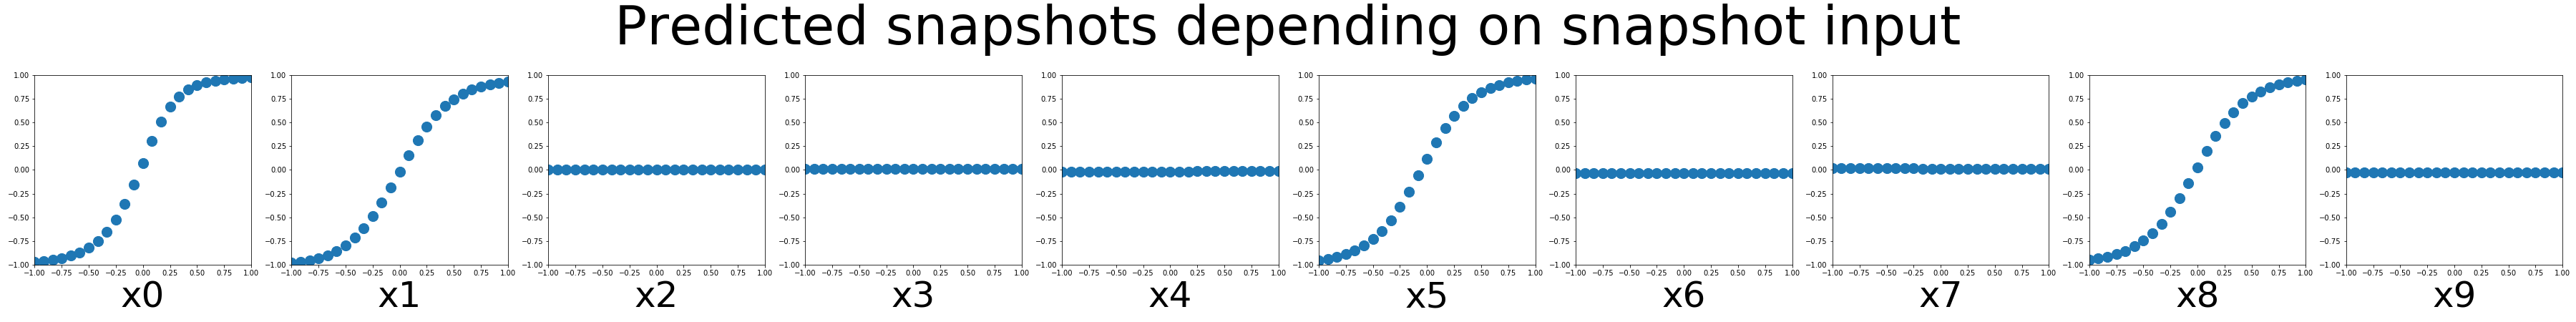 Predicted snapshots depending on snapshot input
1.00 1.00 1.00 1.00 1.00 1.00 1.00 1.00 1.00 1.00
0.75 0.75 0.75 0.75 0.75 0.75 0.75 0.75 0.75 0.75
0.50 0.50 0.50 0.50 0.50 0.50 0.50 0.50 0.50 0.50
0.25 0.25 0.25 0.25 0.25 0.25 0.25 0.25 0.25 0.25
0.00 0.00 0.00 0.00 0.00 0.00 0.00 0.00 0.00 0.00
−0.25 −0.25 −0.25 −0.25 −0.25 −0.25 −0.25 −0.25 −0.25 −0.25
−0.50 −0.50 −0.50 −0.50 −0.50 −0.50 −0.50 −0.50 −0.50 −0.50
−0.75 −0.75 −0.75 −0.75 −0.75 −0.75 −0.75 −0.75 −0.75 −0.75
−1.00 −1.00 −1.00 −1.00 −1.00 −1.00 −1.00 −1.00 −1.00 −1.00
−1.00 −0.75 −0.50 −0.25 0.00 0.25 0.50 0.75 1.00 −1.00 −0.75 −0.50 −0.25 0.00 0.25 0.50 0.75 1.00 −1.00 −0.75 −0.50 −0.25 0.00 0.25 0.50 0.75 1.00 −1.00 −0.75 −0.50 −0.25 0.00 0.25 0.50 0.75 1.00 −1.00 −0.75 −0.50 −0.25 0.00 0.25 0.50 0.75 1.00 −1.00 −0.75 −0.50 −0.25 0.00 0.25 0.50 0.75 1.00 −1.00 −0.75 −0.50 −0.25 0.00 0.25 0.50 0.75 1.00 −1.00 −0.75 −0.50 −0.25 0.00 0.25 0.50 0.75 1.00 −1.00 −0.75 −0.50 −0.25 0.00 0.25 0.50 0.75 1.00 −1.00 −0.75 −0.50 −0.25 0.00 0.25 0.50 0.75 1.00
x0 x1 x2 x3 x4 x5 x6 x7 x8 x9